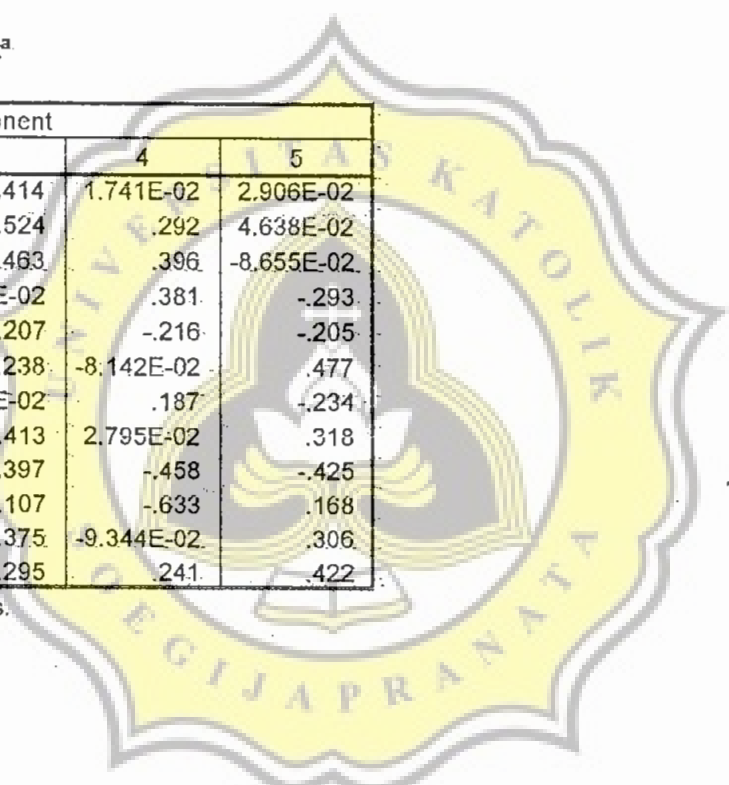 a
nent
4 5
.414 1.741E-02 2.906E-02
.524 .292 4.638E-02
.463 .396 -8.655E-02
E-02 .381 -.293
.207 -.216 -.205
.238 -8.142E-02 .477
E-02 .187 -.234
.413 2.795E-02 .318
.397 -.458 -.425
.107 -.633 .168
.375 -9.344E-02 .306
.295 .241 .422
s.
UNIVERSITAS KATOLIK
SOEGIJAPRANATA